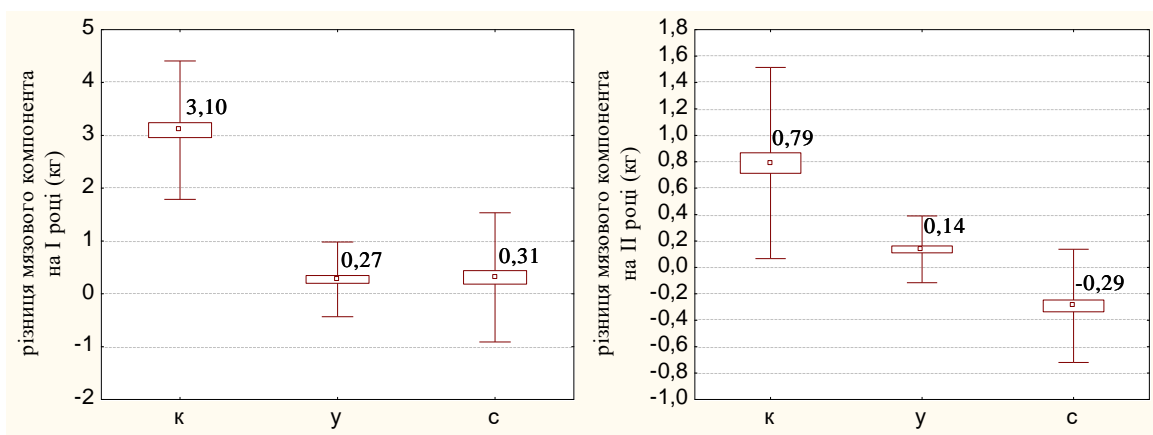 різниця мязового компонента
на I році (кг)
5
4
3
2
1
0
-1
-2
3,10
0,27
0,31
к
у
с
різниця мязового компонента
на II році (кг)
1,8
1,6
1,4
1,2
1,0
0,8
0,6
0,4
0,2
0,0
-0,2
-0,4
-0,6
-0,8
-1,0
0,79
0,14
-0,29
к
у
с